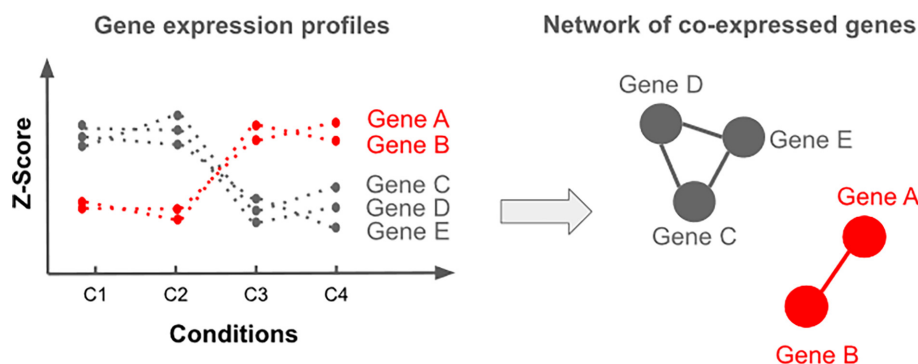 Gene expression profiles
Z-Score
Gene A
Gene B
Gene C
Gene D
Gene E
C1 C2 C3 C4
Conditions
Network of co-expressed genes
Gene D
Gene E
Gene C
Gene A
Gene B